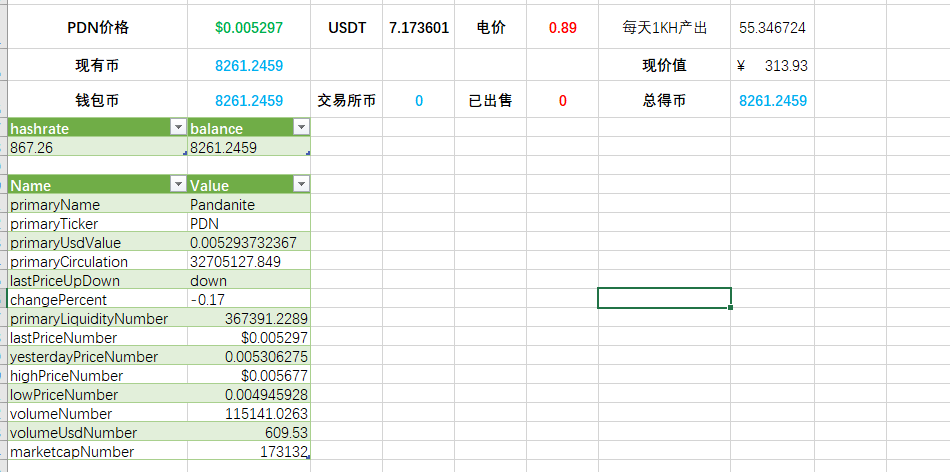 PDN价格 $0.005297 USDT 7.173601 电价 0.89 每天1KH产出 55.346724
现有币 8261.2459 现价值 ¥ 313.93
钱包币 8261.2459 交易所币 0 已出售 0 总得币 8261.2459
hashrate balance
867.26 8261.2459
Name Value
primaryName Pandanite
primaryTicker PDN
primaryUsdValue 0.005293732367
primaryCirculation 32705127.849
lastPriceUpDown down
changePercent -0.17
primaryLiquidityNumber 367391.2289
lastPriceNumber $0.005297
yesterdayPriceNumber 0.005306275
highPriceNumber $0.005677
lowPriceNumber 0.004945928
volumeNumber 115141.0263
volumeUsdNumber 609.53
marketcapNumber 173132